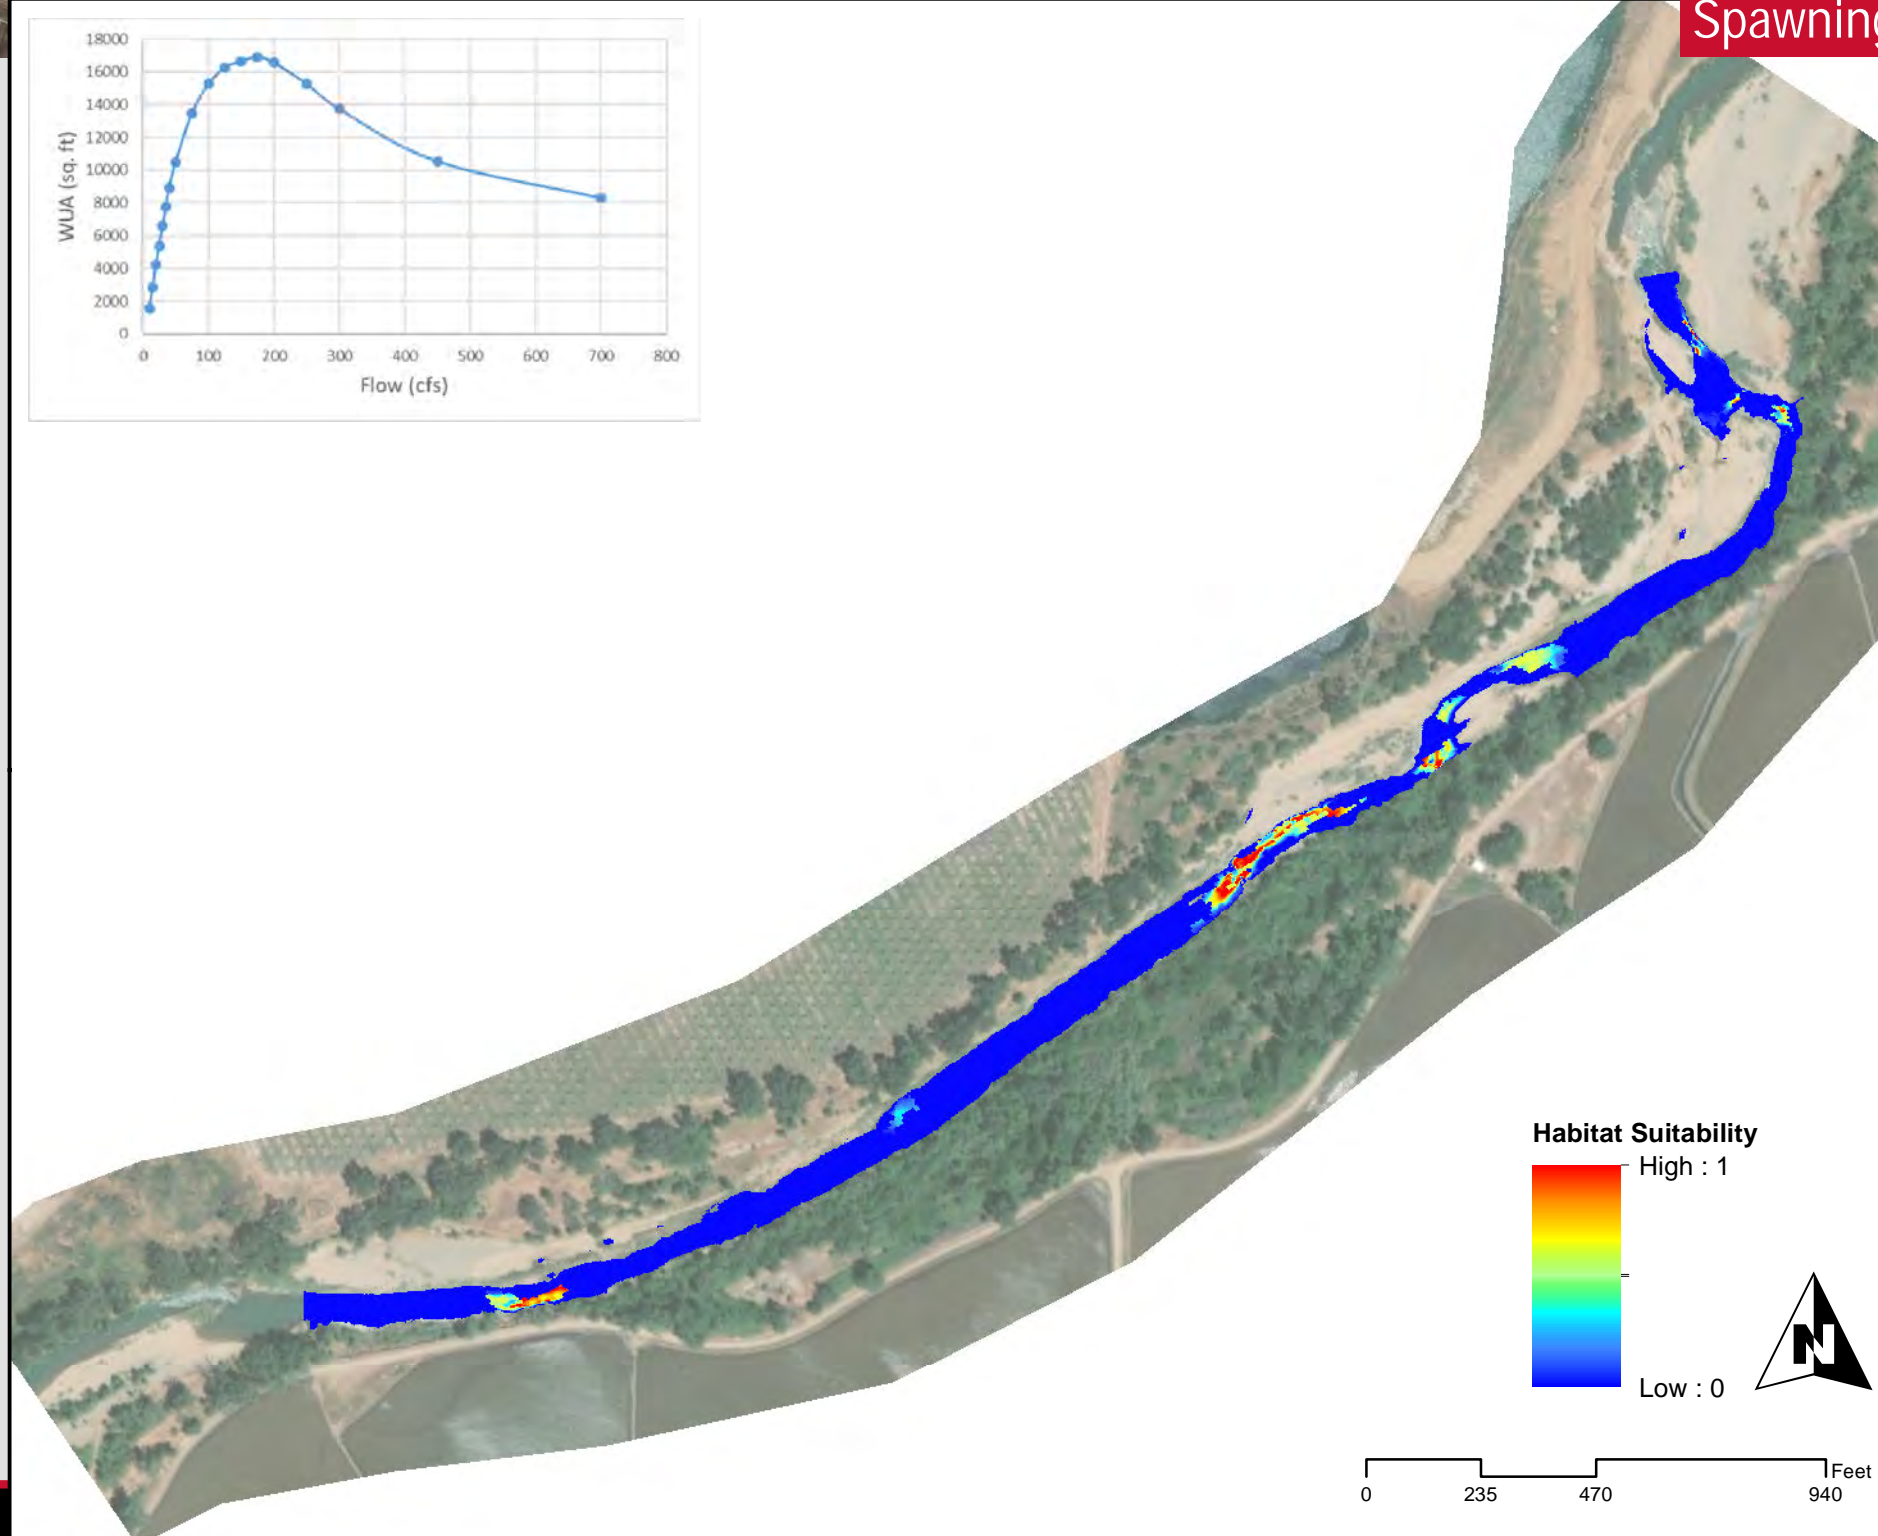 Spawning
18000
16000
14000
12000
10000
8000
6000
4000
2000
0
WUA (sq. ft)
0 100 200 300 400 500 600 700 800
Flow (cfs)
Habitat Suitability
High : 1
=
Low : 0
N
Feet
0 235 470 940